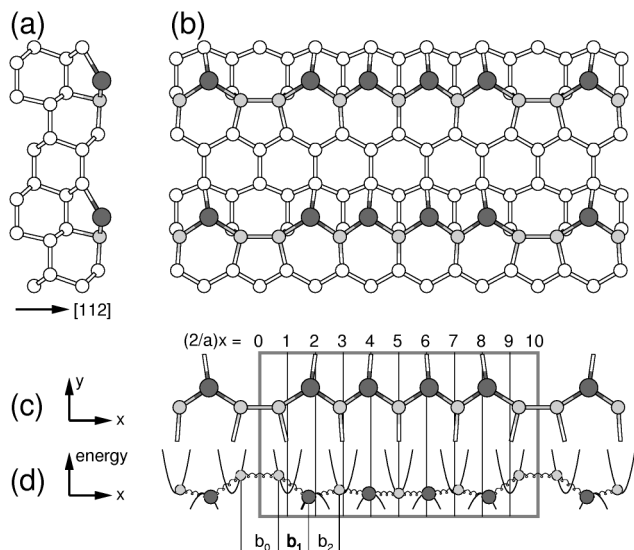 (a)
(b)
[112]
(2/a)x = 0 1 2 3 4 5 6 7 8 9 10
y
(c)
x
energy
(d)
x
b₀ b₁ b₂